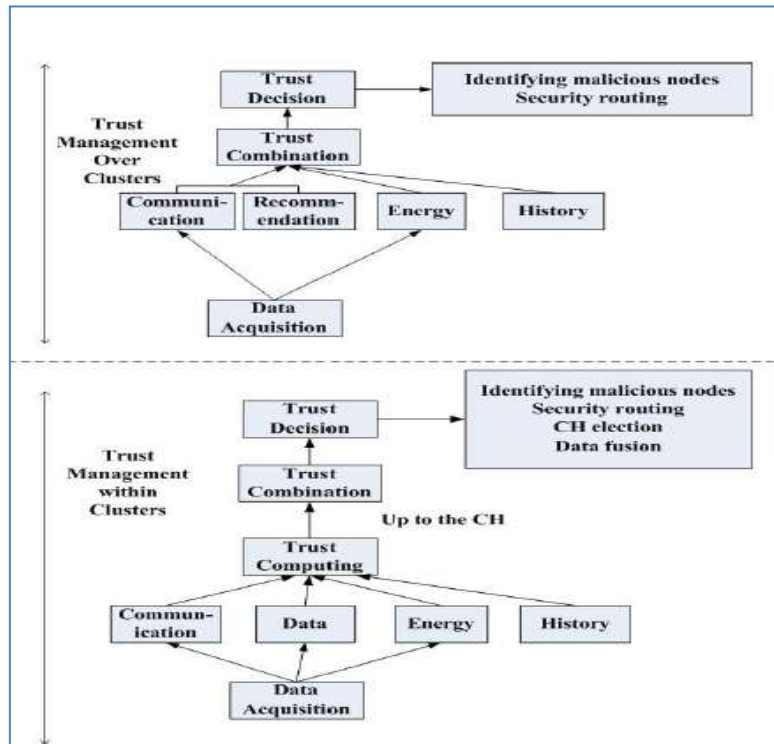 Trust
Decision
Identifying malicious nodes
Security routing
Trust
Management
Over
Clusters
Trust
Combination
Communi-
cation
Recomm-
endation
Energy
History
Data
Acquisition
Identifying malicious nodes
Security routing
CH election
Data fusion
Trust
Decision
Trust
Management
within
Clusters
Trust
Combination
Up to the CH
Trust
Computing
Commun-
ication
Data
Energy
History
Data
Acquisition